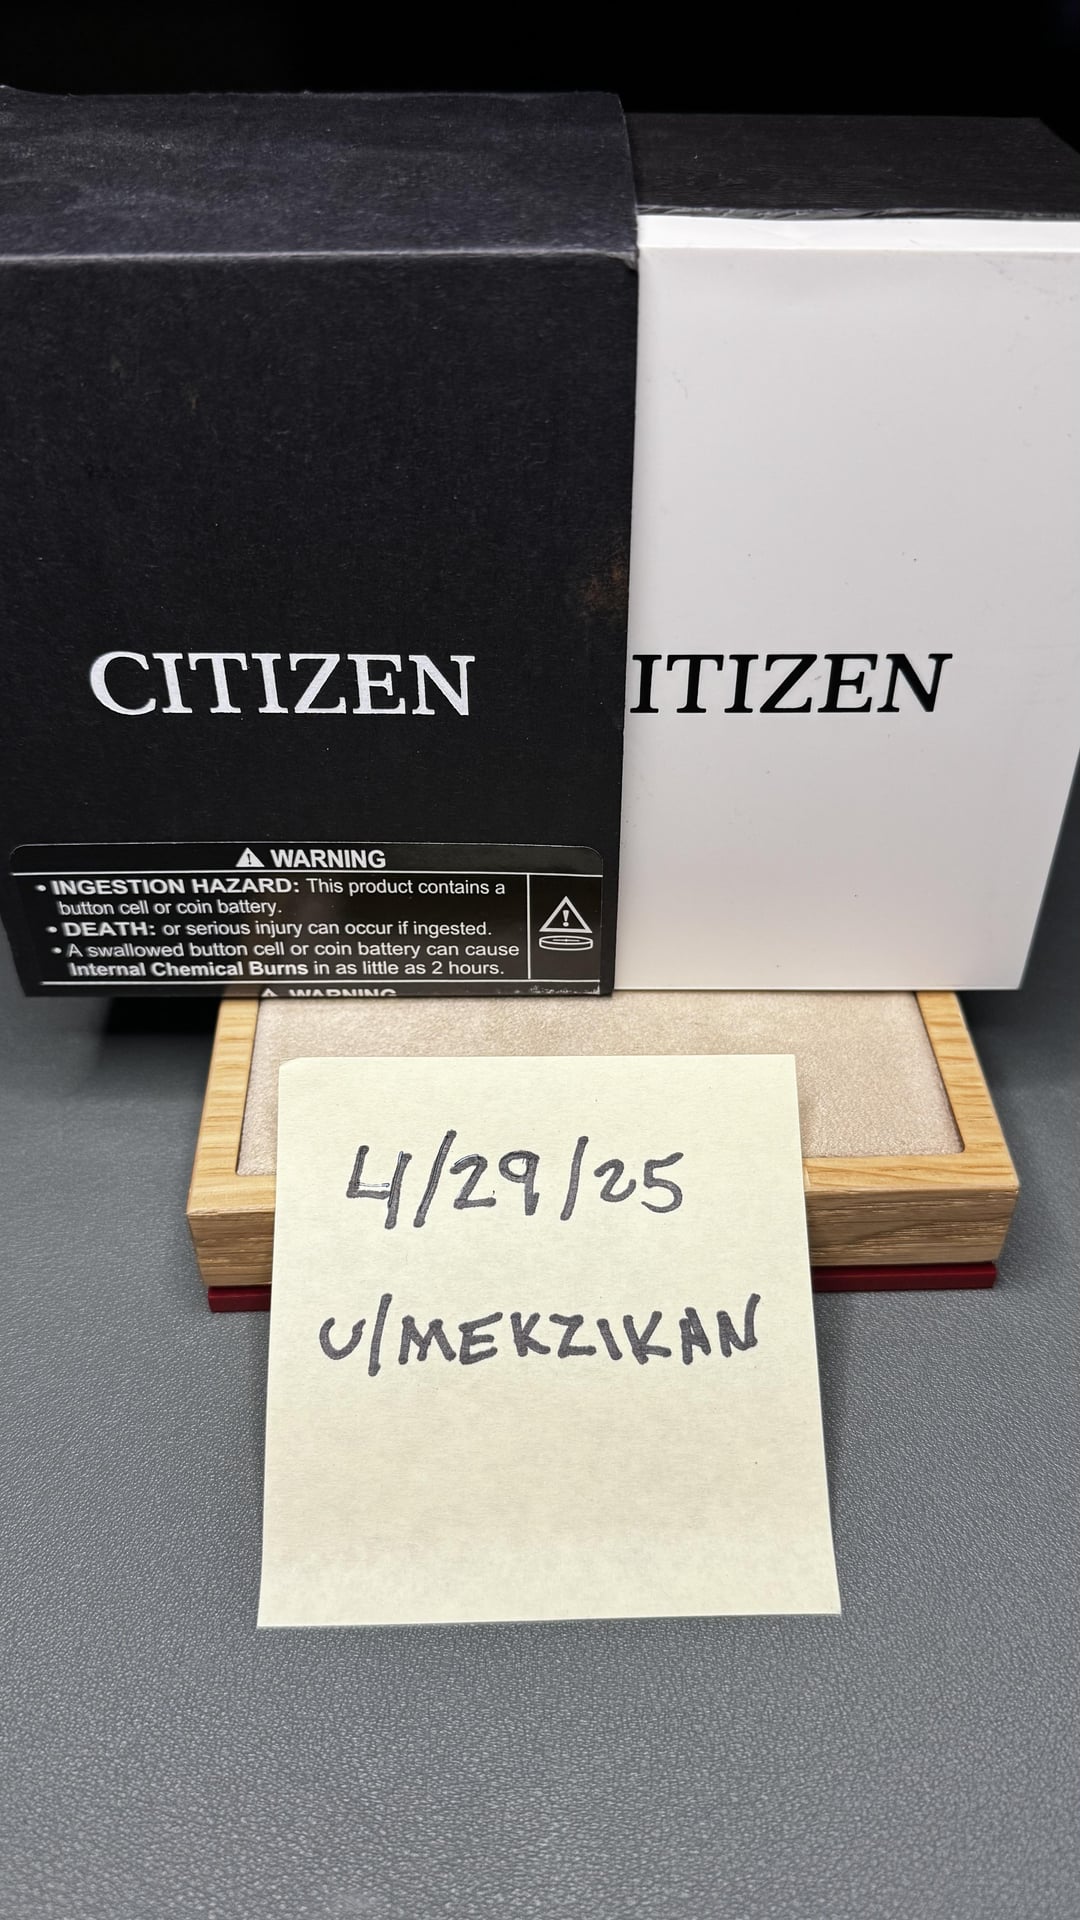 CITIZEN
ITIZEN
⚠ WARNING
• INGESTION HAZARD: This product contains a
button cell or coin battery.
• DEATH: or serious injury can occur if ingested.
• A swallowed button cell or coin battery can cause
Internal Chemical Burns in as little as 2 hours.
⚠ WARNING
4/29/25
u/MEKZIKAN